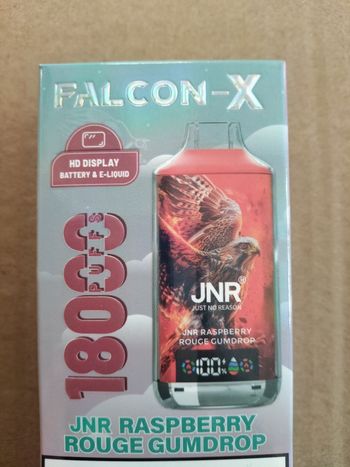 FALCON-X
HD DISPLAY
BATTERY & E-LIQUID
18000
PUFFS
JNR
JUST NO REASON
JNR RASPBERRY
ROUGE GUMDROP
100%
JNR RASPBERRY
ROUGE GUMDROP